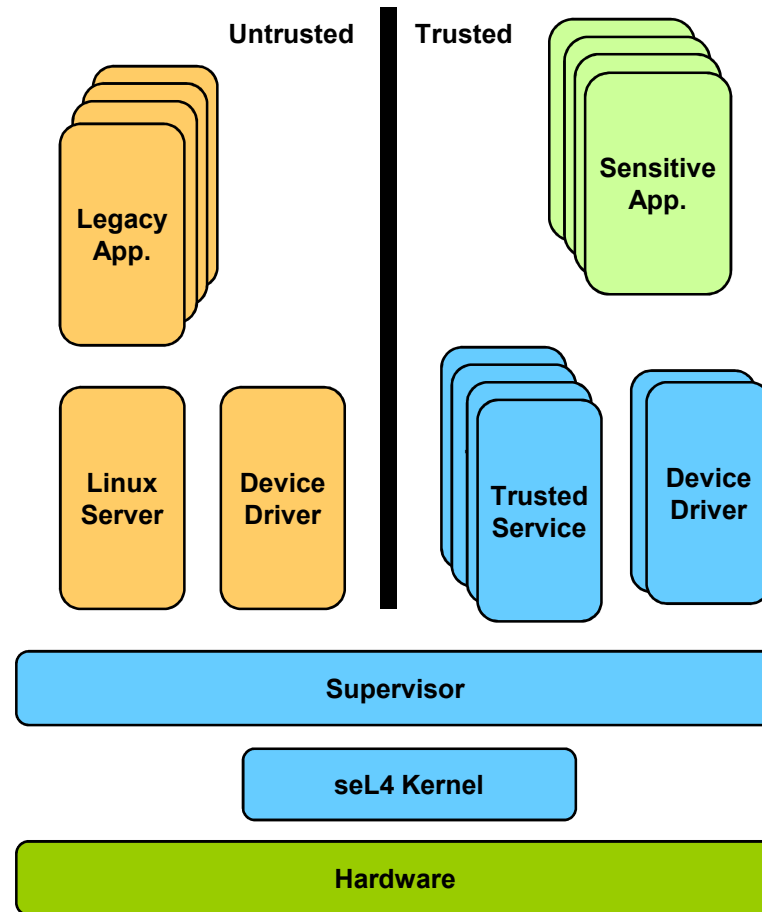 Untrusted
Trusted
Legacy
App.
Sensitive
App.
Linux
Server
Device
Driver
Trusted
Service
Device
Driver
Supervisor
seL4 Kernel
Hardware